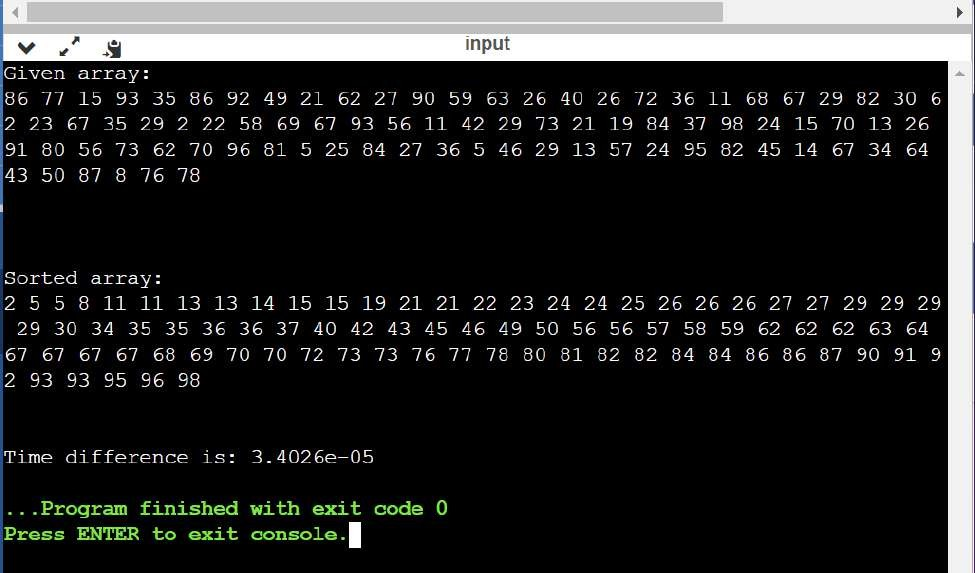 input
Given array:
86 77 15 93 35 86 92 49 21 62 27 90 59 63 26 40 26 72 36 11 68 67 29 82 30 6
2 23 67 35 29 2 22 58 69 67 93 56 11 42 29 73 21 19 84 37 98 24 15 70 13 26
91 80 56 73 62 70 96 81 5 25 84 27 36 5 46 29 13 57 24 95 82 45 14 67 34 64
43 50 87 8 76 78
Sorted array:
2 5 5 8 11 11 13 13 14 15 15 19 21 21 22 23 24 24 25 26 26 26 27 27 29 29 29
29 30 34 35 35 36 36 37 40 42 43 45 46 49 50 56 56 57 58 59 62 62 62 63 64
67 67 67 67 68 69 70 70 72 73 73 76 77 78 80 81 82 82 84 84 86 86 87 90 91 9
2 93 93 95 96 98
Time difference is: 3.4026e-05
...Program finished with exit code 0
Press ENTER to exit console.